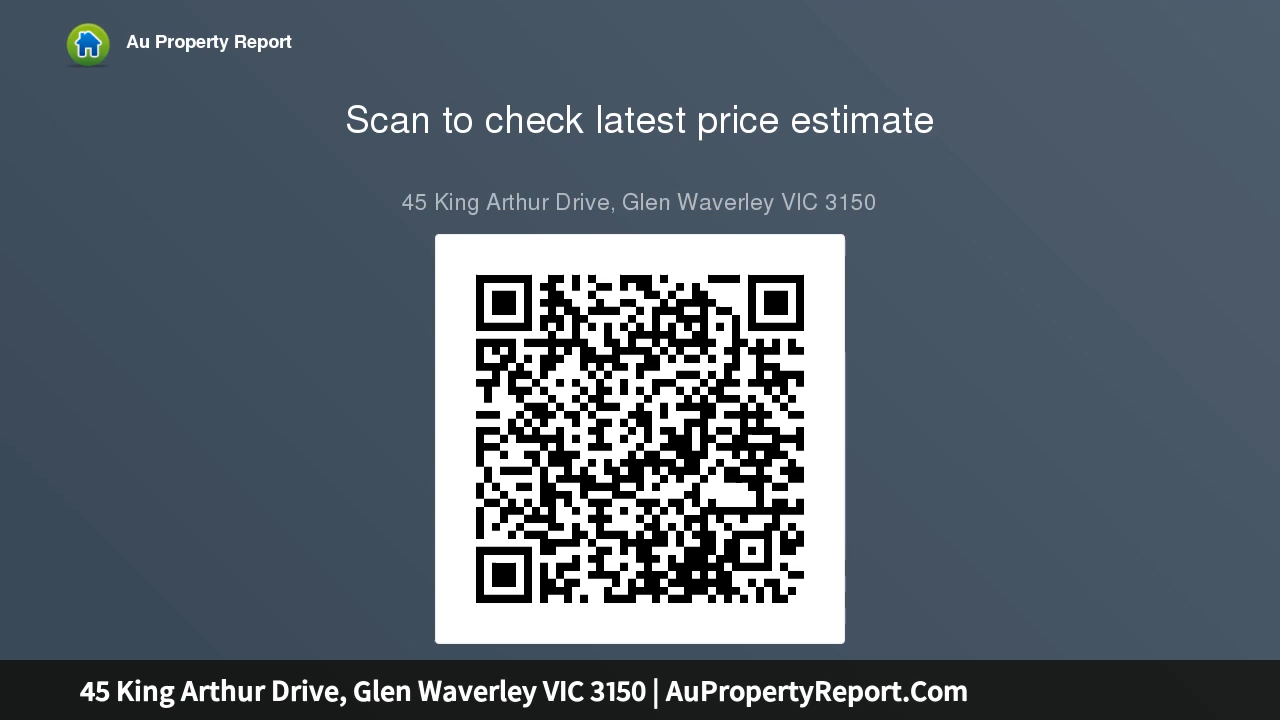 Au Property Report
Scan to check latest price estimate
45 King Arthur Drive, Glen Waverley VIC 3150
45 King Arthur Drive, Glen Waverley VIC 3150 | AuPropertyReport.Com